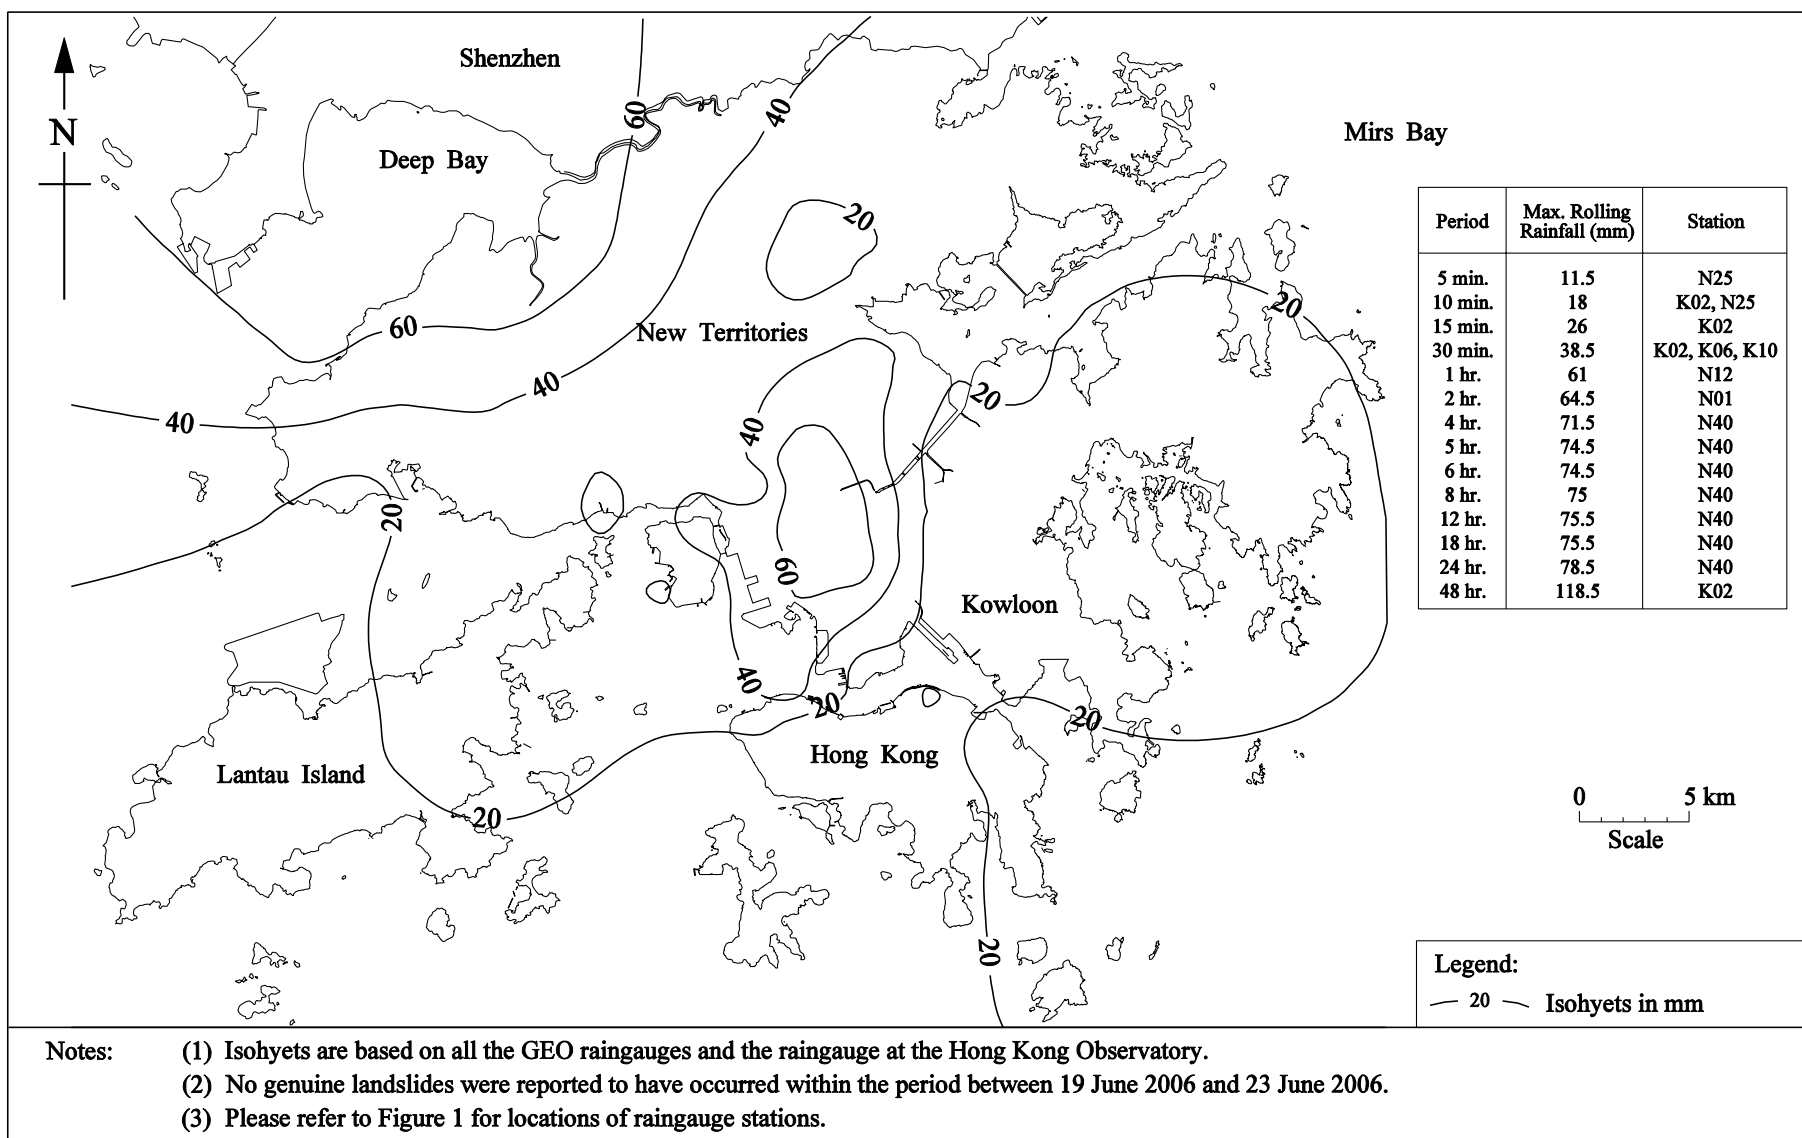 Shenzhen
60
40
N
Deep Bay
Mirs Bay
20
60
New Territories
20
40
40
20
40
20
60
Kowloon
40
20
20
Hong Kong
Lantau Island
20
20
Period Max. Rolling Rainfall (mm) Station
5 min. 11.5 N25
10 min. 18 K02, N25
15 min. 26 K02
30 min. 38.5 K02, K06, K10
1 hr. 61 N12
2 hr. 64.5 N01
4 hr. 71.5 N40
5 hr. 74.5 N40
6 hr. 74.5 N40
8 hr. 75 N40
12 hr. 75.5 N40
18 hr. 75.5 N40
24 hr. 78.5 N40
48 hr. 118.5 K02
0 5 km
Scale
Legend:
20 Isohyets in mm
Notes: (1) Isohyets are based on all the GEO raingauges and the raingauge at the Hong Kong Observatory.
(2) No genuine landslides were reported to have occurred within the period between 19 June 2006 and 23 June 2006.
(3) Please refer to Figure 1 for locations of raingauge stations.